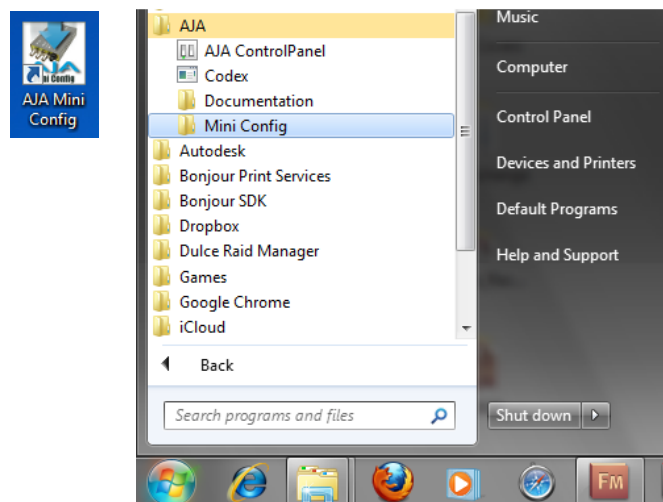 AJA Mini
Config
AJA
AJA ControlPanel
Codex
Documentation
Mini Config
Autodesk
Bonjour Print Services
Bonjour SDK
Dropbox
Dulce Raid Manager
Games
Google Chrome
iCloud
Back
Search programs and files
Music
Computer
Control Panel
Devices and Printers
Default Programs
Help and Support
Shut down
FM